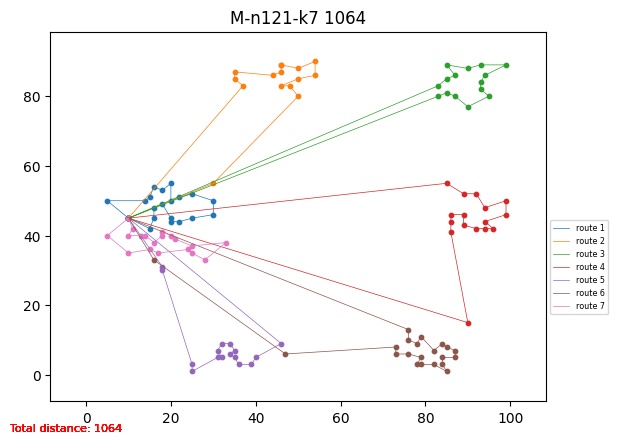 M-n121-k7 1064
80
60
40
20
0
0 20 40 60 80 100
route 1
route 2
route 3
route 4
route 5
route 6
route 7
Total distance: 1064